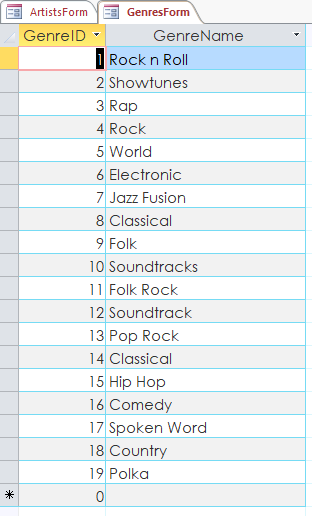 ArtistsForm GenresForm
GenreID GenreName
1 Rock n Roll
2 Showtunes
3 Rap
4 Rock
5 World
6 Electronic
7 Jazz Fusion
8 Classical
9 Folk
10 Soundtracks
11 Folk Rock
12 Soundtrack
13 Pop Rock
14 Classical
15 Hip Hop
16 Comedy
17 Spoken Word
18 Country
19 Polka
* 0